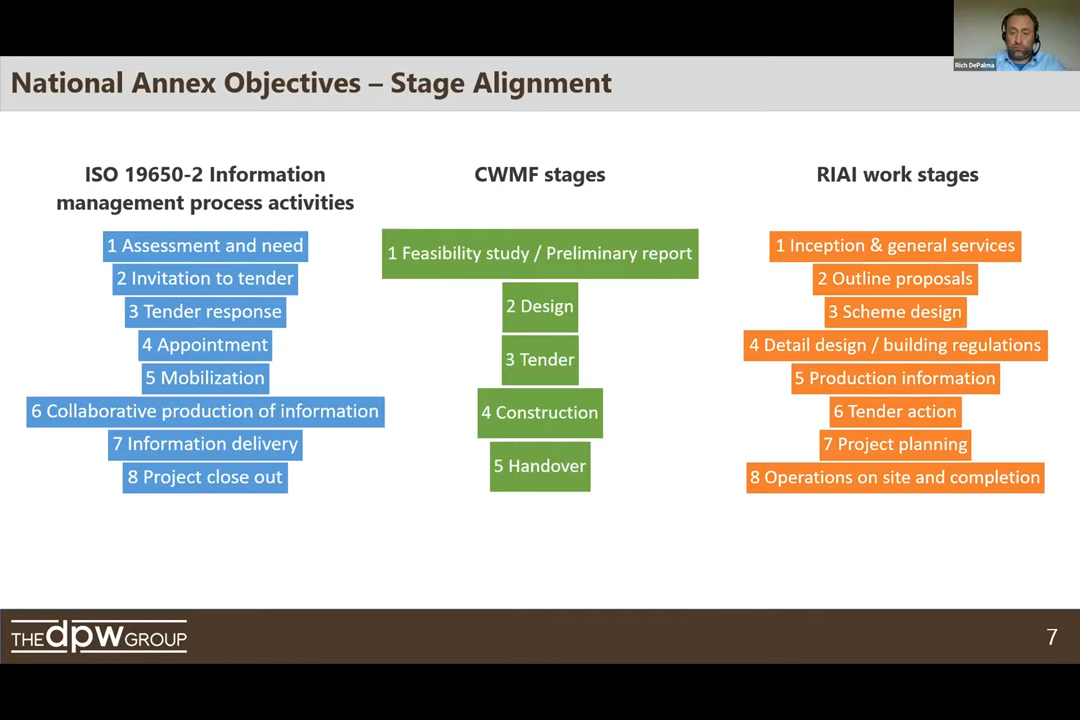 Rich DePalma
National Annex Objectives – Stage Alignment
ISO 19650-2 Information
management process activities
1 Assessment and need
2 Invitation to tender
3 Tender response
4 Appointment
5 Mobilization
6 Collaborative production of information
7 Information delivery
8 Project close out
CWMF stages
1 Feasibility study / Preliminary report
2 Design
3 Tender
4 Construction
5 Handover
RIAI work stages
1 Inception & general services
2 Outline proposals
3 Scheme design
4 Detail design / building regulations
5 Production information
6 Tender action
7 Project planning
8 Operations on site and completion
THE dpw GROUP
7